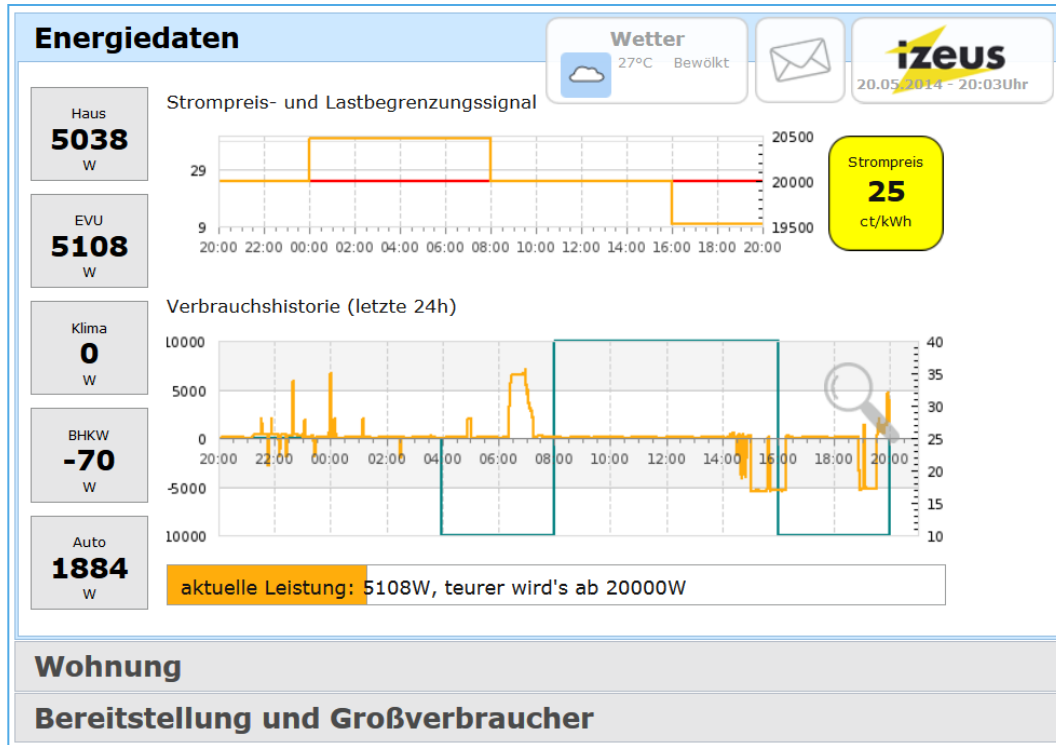 Energiedaten
Wetter
27°C Bewölkt
izeus
20.05.2014 - 20:03Uhr
Haus
5038
W
EVU
5108
W
Klima
0
W
BHKW
-70
W
Auto
1884
W
Strompreis- und Lastbegrenzungssignal
29
9
20500
20000
19500
20:00 22:00 00:00 02:00 04:00 06:00 08:00 10:00 12:00 14:00 16:00 18:00 20:00
Strompreis
25
ct/kWh
Verbrauchshistorie (letzte 24h)
10000
5000
0
-5000
10000
40
35
30
25
20
15
10
20:00 22:00 00:00 02:00 04:00 06:00 08:00 10:00 12:00 14:00 16:00 18:00 20:00
aktuelle Leistung: 5108W, teurer wird's ab 20000W
Wohnung
Bereitstellung und Großverbraucher